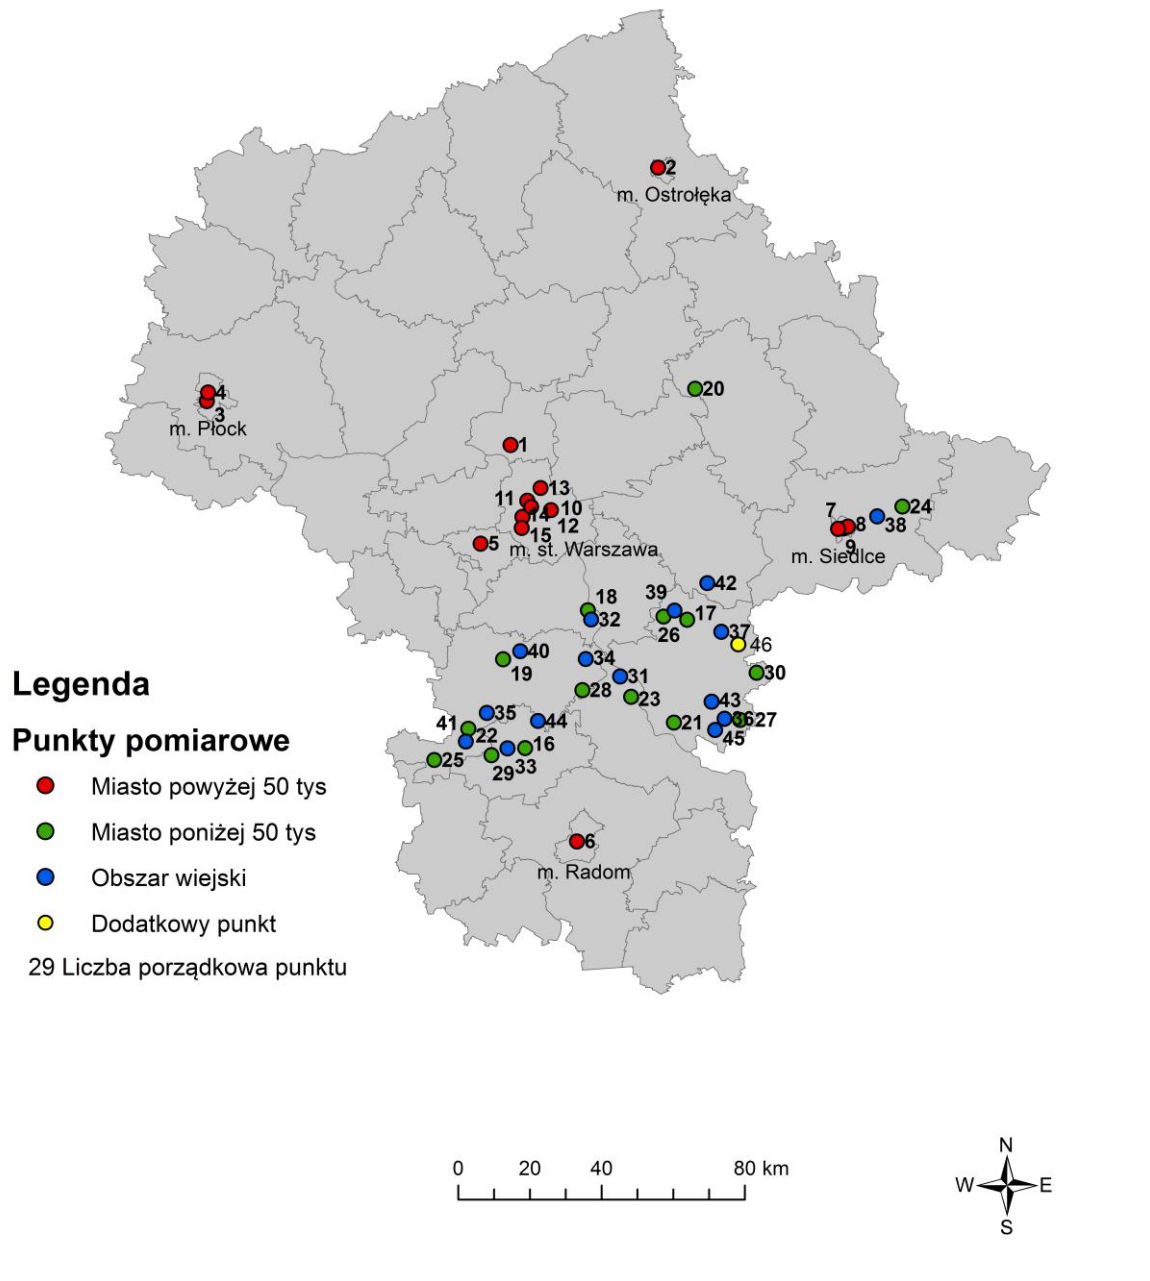 2
m. Ostrołęka
20
4
3
m. Płock
1
13
11
10
14
12
15
5
m. st. Warszawa
24
7
8
38
9
m. Siedlce
42
39
18
17
32
26
37
46
40
34
30
19
31
28
23
43
35
41
44
21
36
27
22
45
16
25
29
33
6
m. Radom
Legenda
Punkty pomiarowe
Miasto powyżej 50 tys
Miasto poniżej 50 tys
Obszar wiejski
Dodatkowy punkt
29 Liczba porządkowa punktu
0 20 40 80 km
N
W E
S